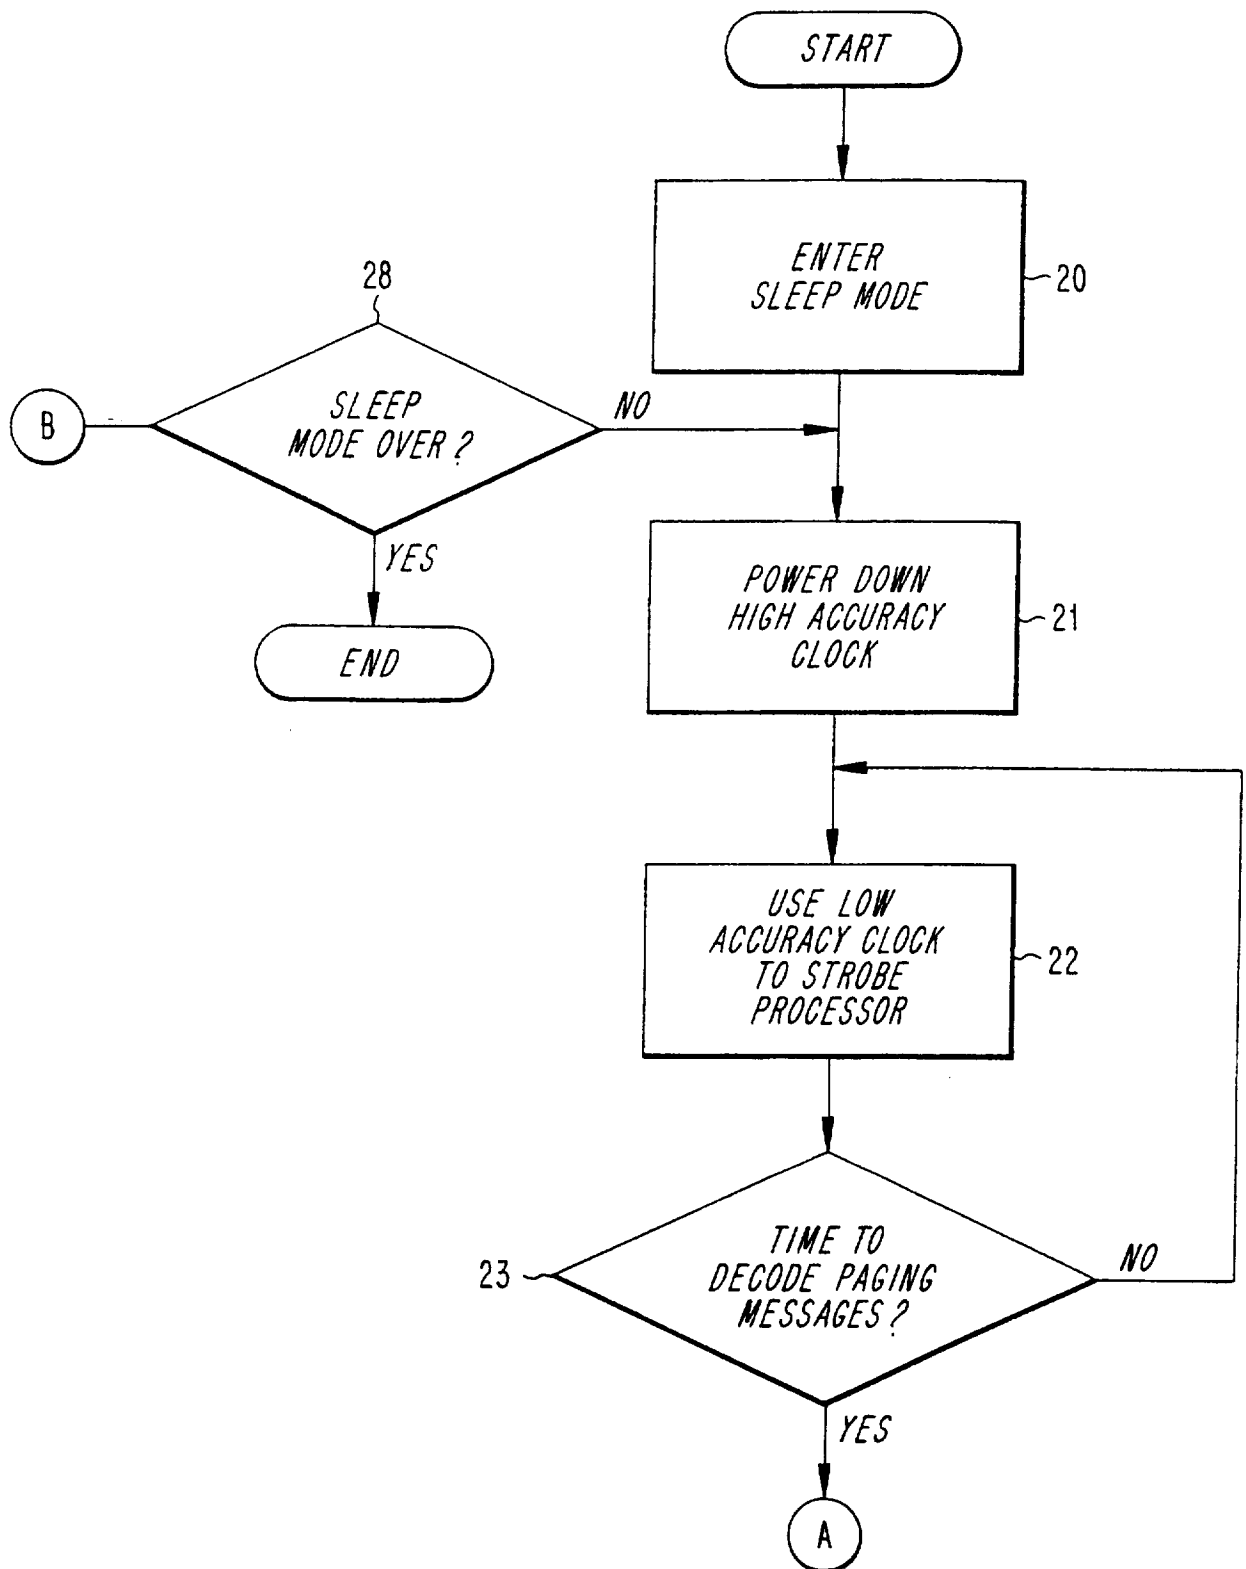 START
ENTER
SLEEP MODE
20
28
SLEEP
MODE OVER?
B
NO
YES
END
POWER DOWN
HIGH ACCURACY
CLOCK
21
USE LOW
ACCURACY CLOCK
TO STROBE
PROCESSOR
22
TIME TO
DECODE PAGING
MESSAGES?
23
NO
YES
A